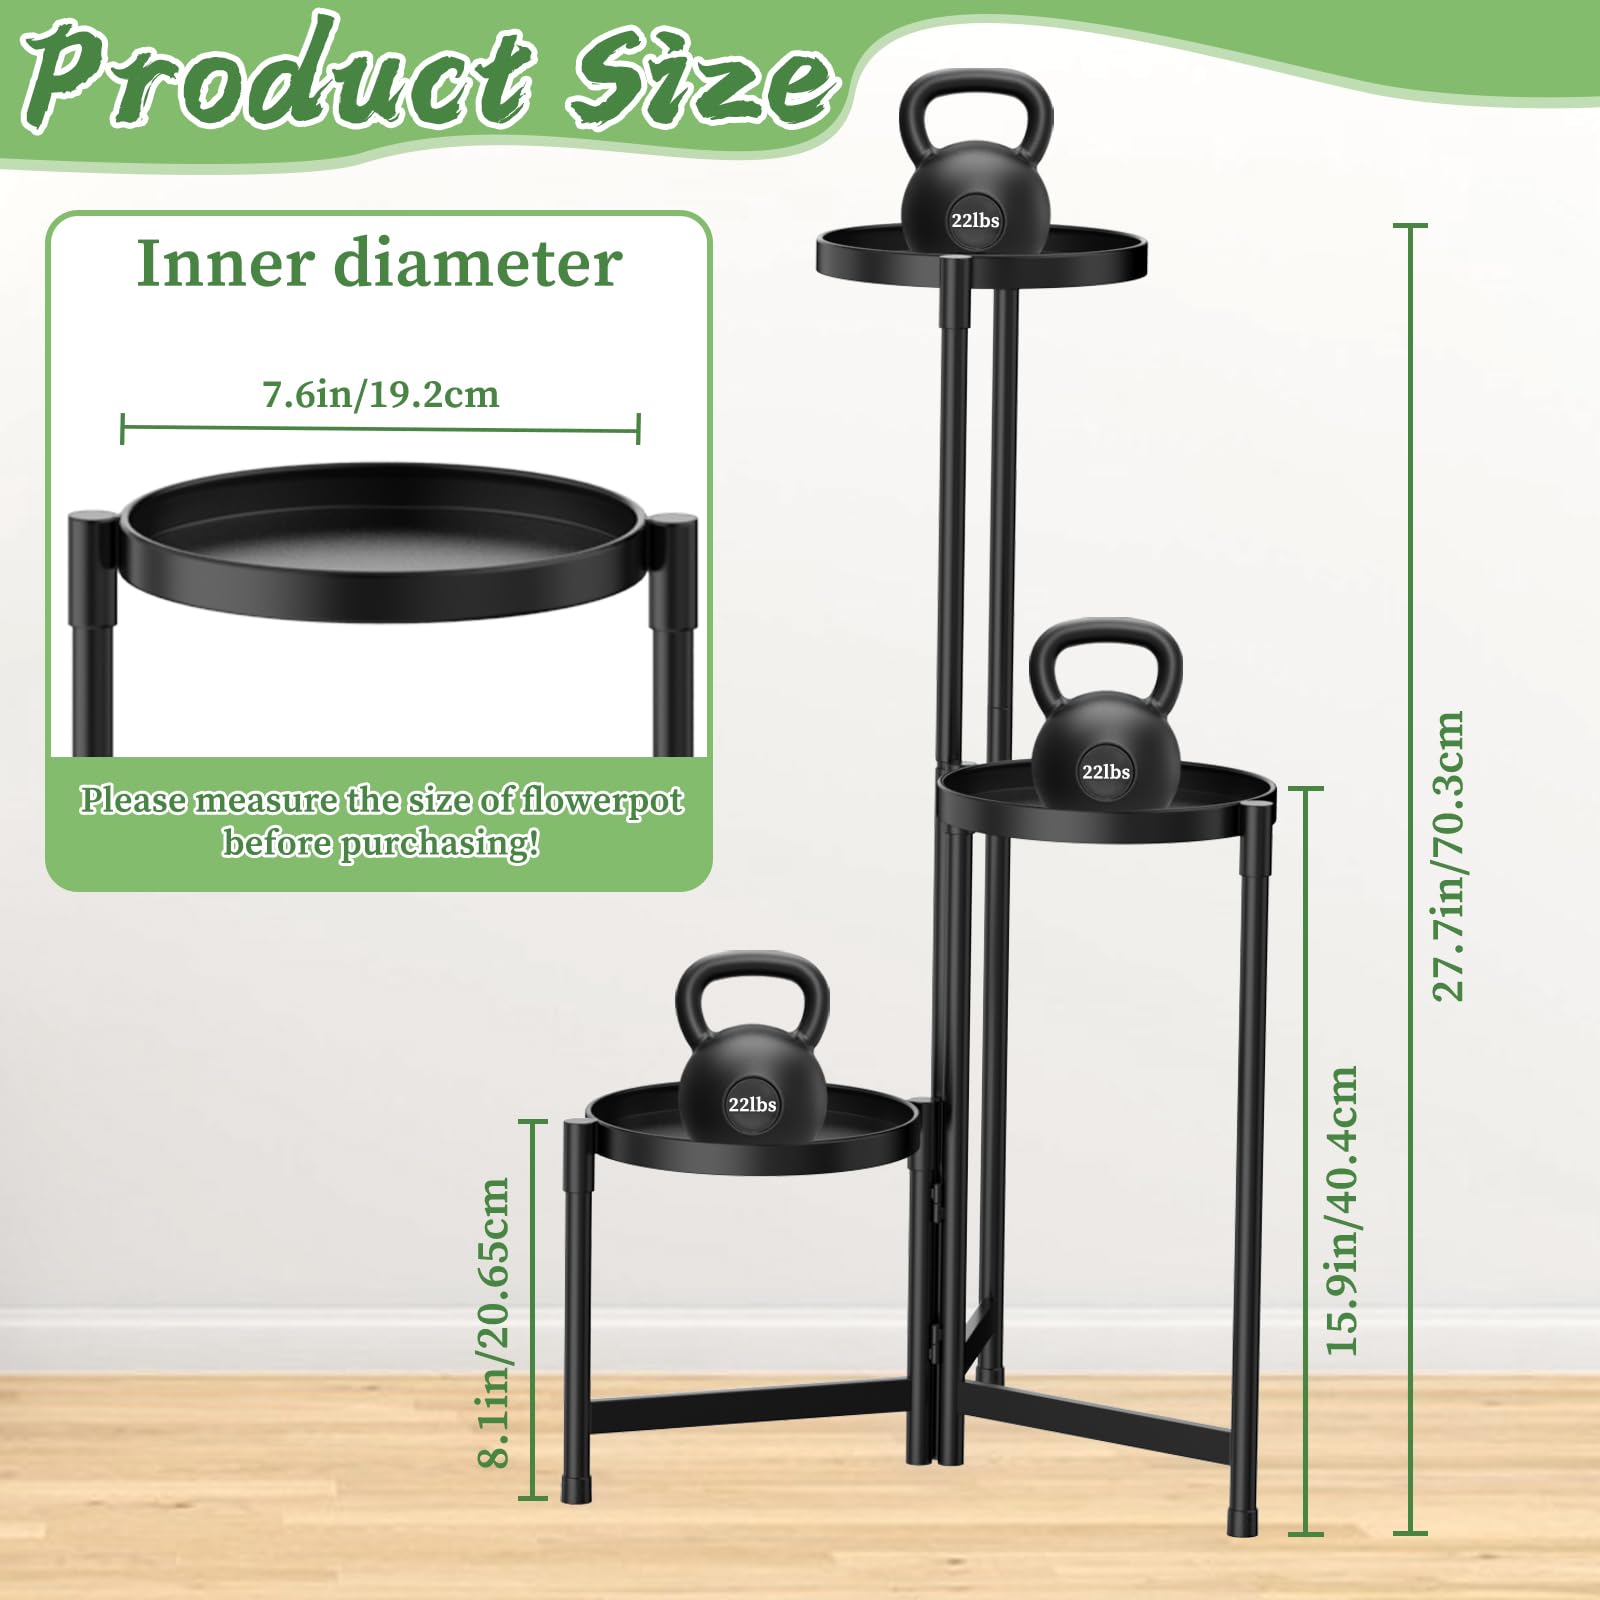 Product Size
22lbs
Inner diameter
7.6in/19.2cm
22lbs
Please measure the size of flowerpot
before purchasing!
27.7in/70.3cm
22lbs
15.9in/40.4cm
8.1in/20.65cm